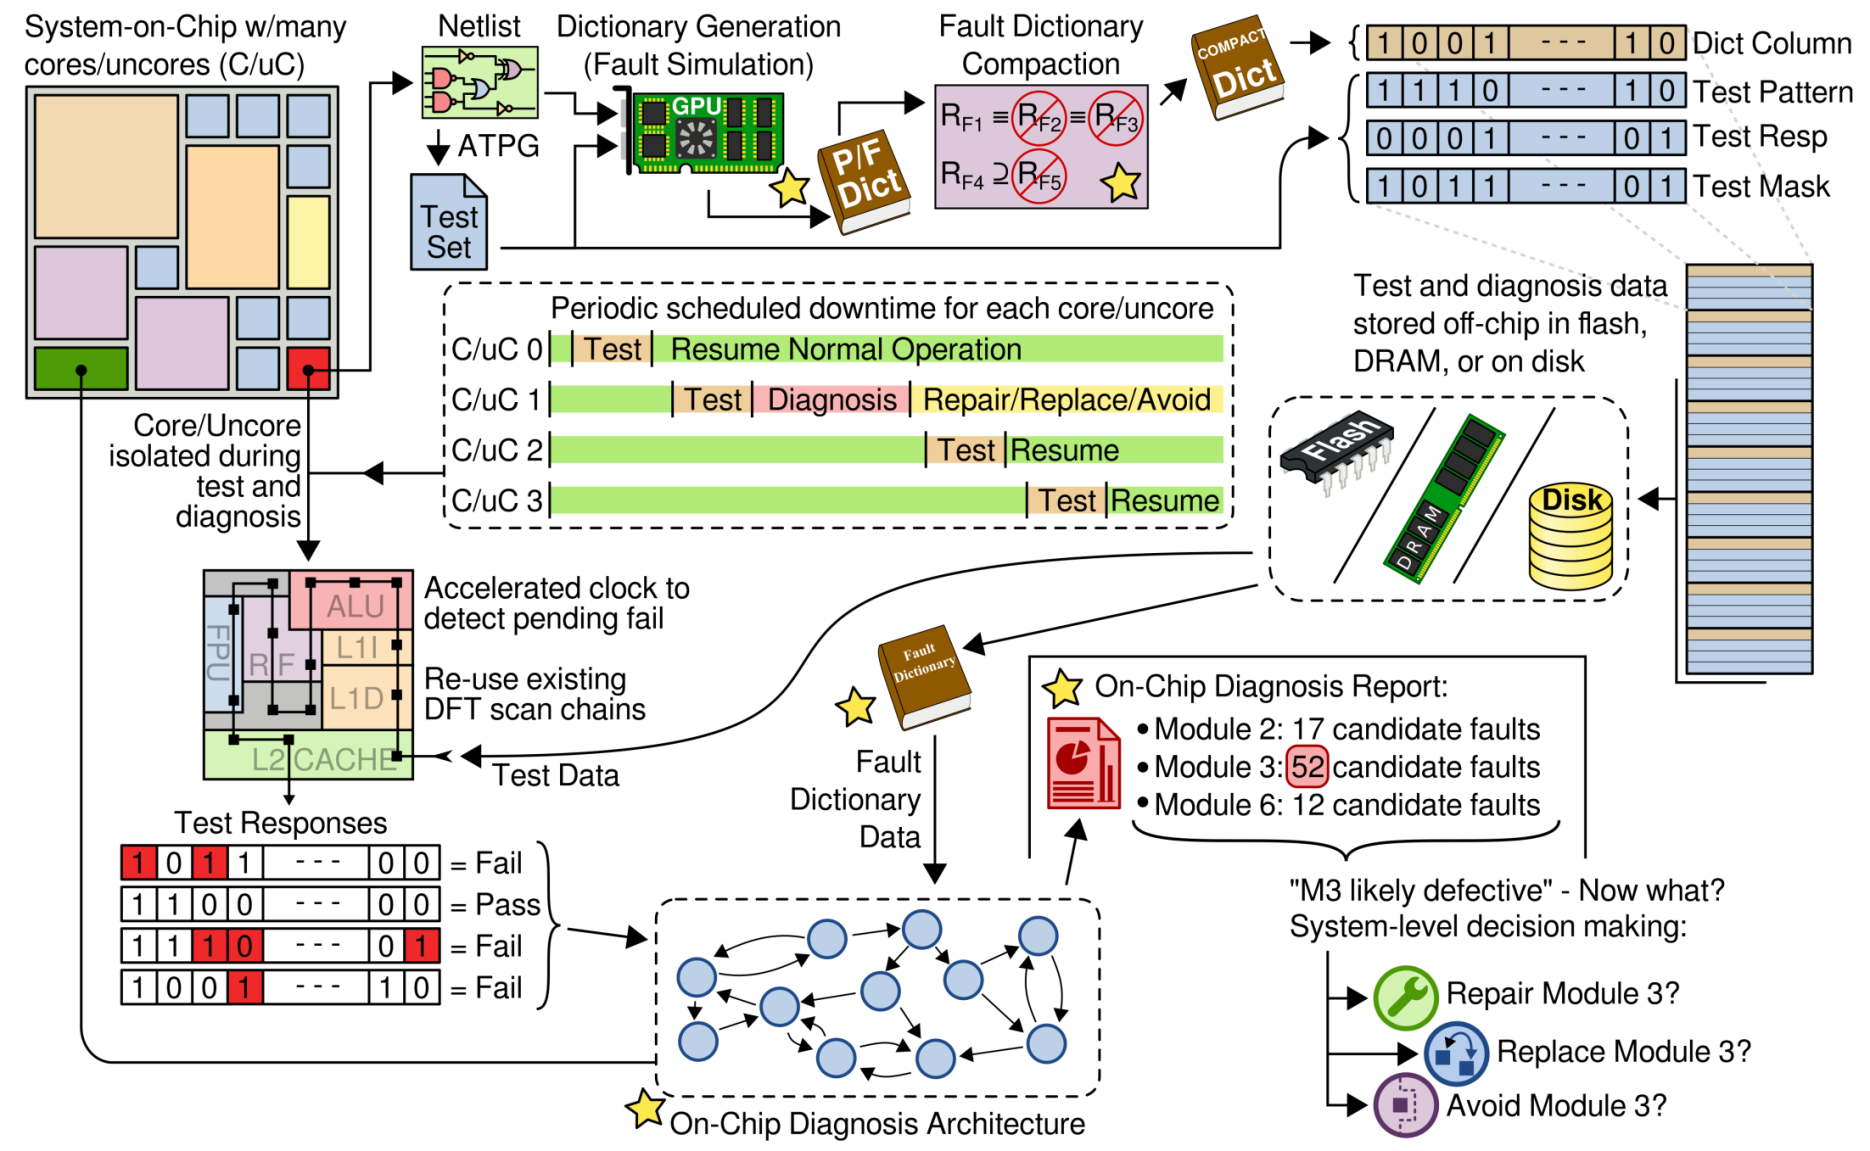 System-on-Chip w/many
cores/uncores (C/uC)
Netlist
ATPG
Test
Set
Dictionary Generation
(Fault Simulation)
GPU
P/F
Dict
Fault Dictionary
Compaction
RF1 ≡ RF2 ≡ RF3
RF4 ⊇ RF5
COMPACT
Dict
1 0 0 1 - - - 1 0 Dict Column
1 1 1 0 - - - 1 0 Test Pattern
0 0 0 1 - - - 0 1 Test Resp
1 0 1 1 - - - 0 1 Test Mask
Test and diagnosis data
stored off-chip in flash,
DRAM, or on disk
Flash
DRAM
Disk
Periodic scheduled downtime for each core/uncore
C/uC 0 Test Resume Normal Operation
C/uC 1 Test Diagnosis Repair/Replace/Avoid
C/uC 2 Test Resume
C/uC 3 Test Resume
Core/Uncore
isolated during
test and
diagnosis
ALU
FPU
RF
L1I
L1D
L2 CACHE
Accelerated clock to
detect pending fail
Re-use existing
DFT scan chains
Test Data
Test Responses
1 0 1 1 - - - 0 0 = Fail
1 1 0 0 - - - 0 0 = Pass
1 1 1 0 - - - 0 1 = Fail
1 0 0 1 - - - 1 0 = Fail
Fault
Dictionary
Fault
Dictionary
Data
On-Chip Diagnosis Architecture
On-Chip Diagnosis Report:
• Module 2: 17 candidate faults
• Module 3: 52 candidate faults
• Module 6: 12 candidate faults
"M3 likely defective" - Now what?
System-level decision making:
Repair Module 3?
Replace Module 3?
Avoid Module 3?